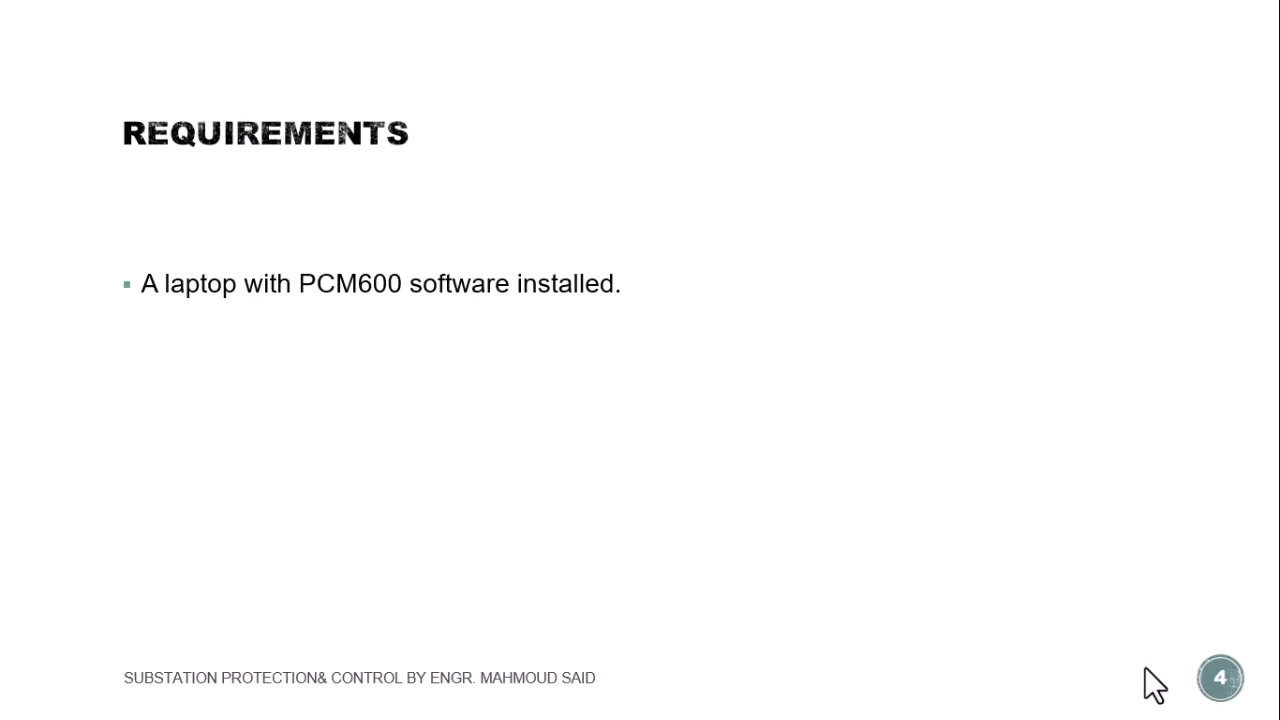 REQUIREMENTS
▪ A laptop with PCM600 software installed.
SUBSTATION PROTECTION& CONTROL BY ENGR. MAHMOUD SAID
4